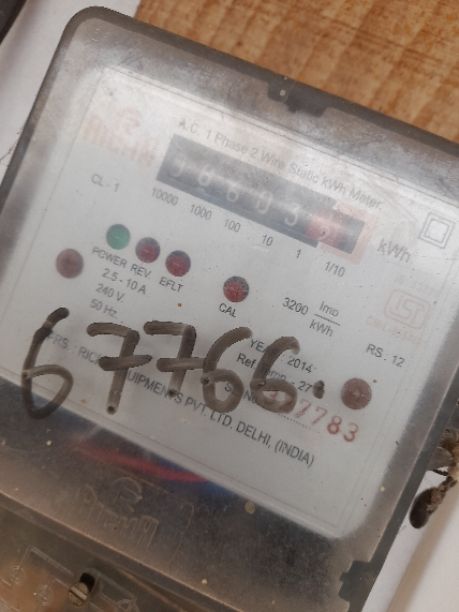 A.C. 1 Phase 2 Wire Static kWh Meter
kWh
CL - 1
10000 1000 100 10 1 1/10
POWER REV. EFLT
2.5 - 10 A
240 V.
50 Hz.
CAL
3200 Imp/kWh
RS. 12
YEAR : 2014
67766
EQUIPMENTS PVT. LTD. DELHI, (INDIA)
7783